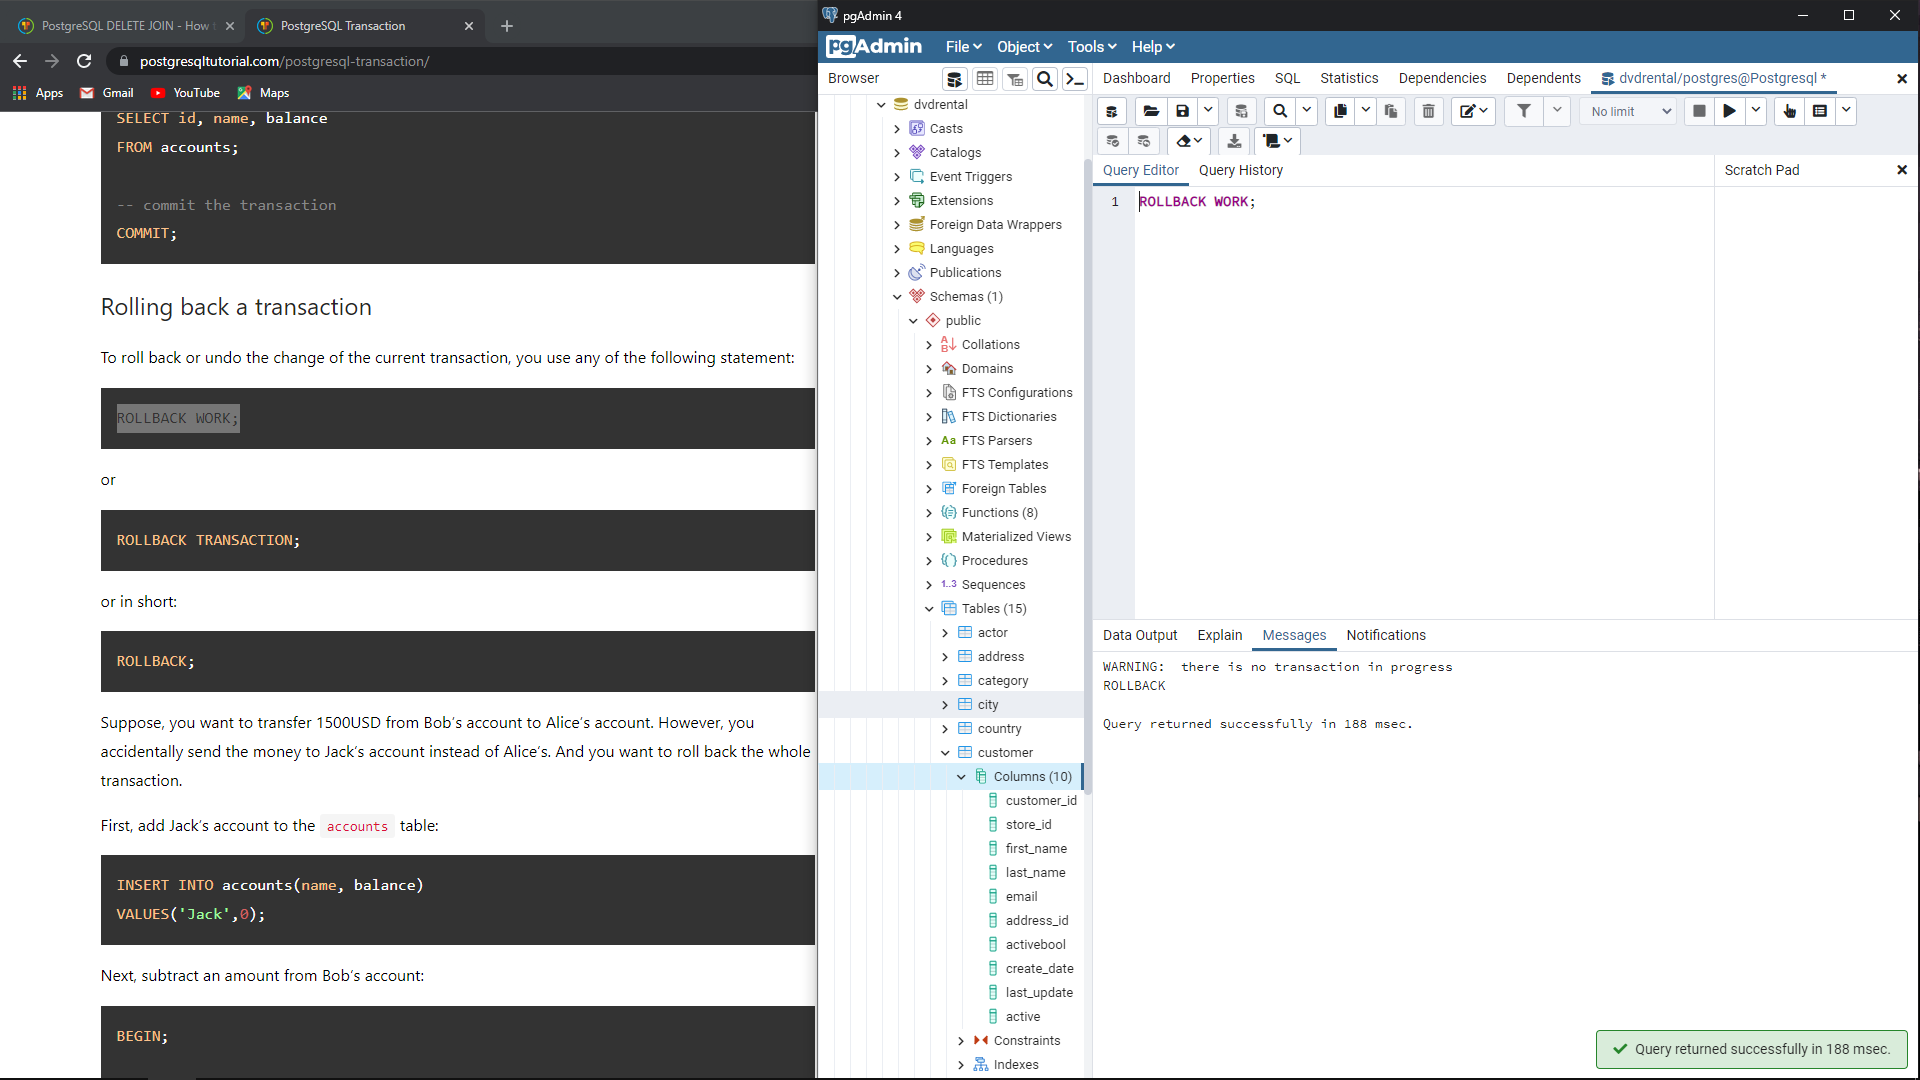 PostgreSQL DELETE JOIN - How
PostgreSQL Transaction
postgresqltutorial.com/postgresql-transaction/
Apps
Gmail
YouTube
Maps
SELECT id, name, balance
FROM accounts;
-- commit the transaction
COMMIT;
Rolling back a transaction
To roll back or undo the change of the current transaction, you use any of the following statement:
ROLLBACK WORK;
or
ROLLBACK TRANSACTION;
or in short:
ROLLBACK;
Suppose, you want to transfer 1500USD from Bob's account to Alice's account. However, you
accidentally send the money to Jack's account instead of Alice's. And you want to roll back the whole
transaction.
First, add Jack's account to the accounts table:
INSERT INTO accounts(name, balance)
VALUES('Jack',0);
Next, subtract an amount from Bob's account:
BEGIN;
pgAdmin 4
pgAdmin
File
Object
Tools
Help
Browser
dvdrental
Casts
Catalogs
Event Triggers
Extensions
Foreign Data Wrappers
Languages
Publications
Schemas (1)
public
Collations
Domains
FTS Configurations
FTS Dictionaries
Aa FTS Parsers
FTS Templates
Foreign Tables
Functions (8)
Materialized Views
Procedures
1..3 Sequences
Tables (15)
actor
address
category
city
country
customer
Columns (10)
customer_id
store_id
first_name
last_name
email
address_id
activebool
create_date
last_update
active
Constraints
Indexes
Dashboard
Properties
SQL
Statistics
Dependencies
Dependents
dvdrental/postgres@Postgresql *
No limit
Query Editor
Query History
Scratch Pad
1 ROLLBACK WORK;
Data Output
Explain
Messages
Notifications
WARNING:  there is no transaction in progress
ROLLBACK
Query returned successfully in 188 msec.
Query returned successfully in 188 msec.